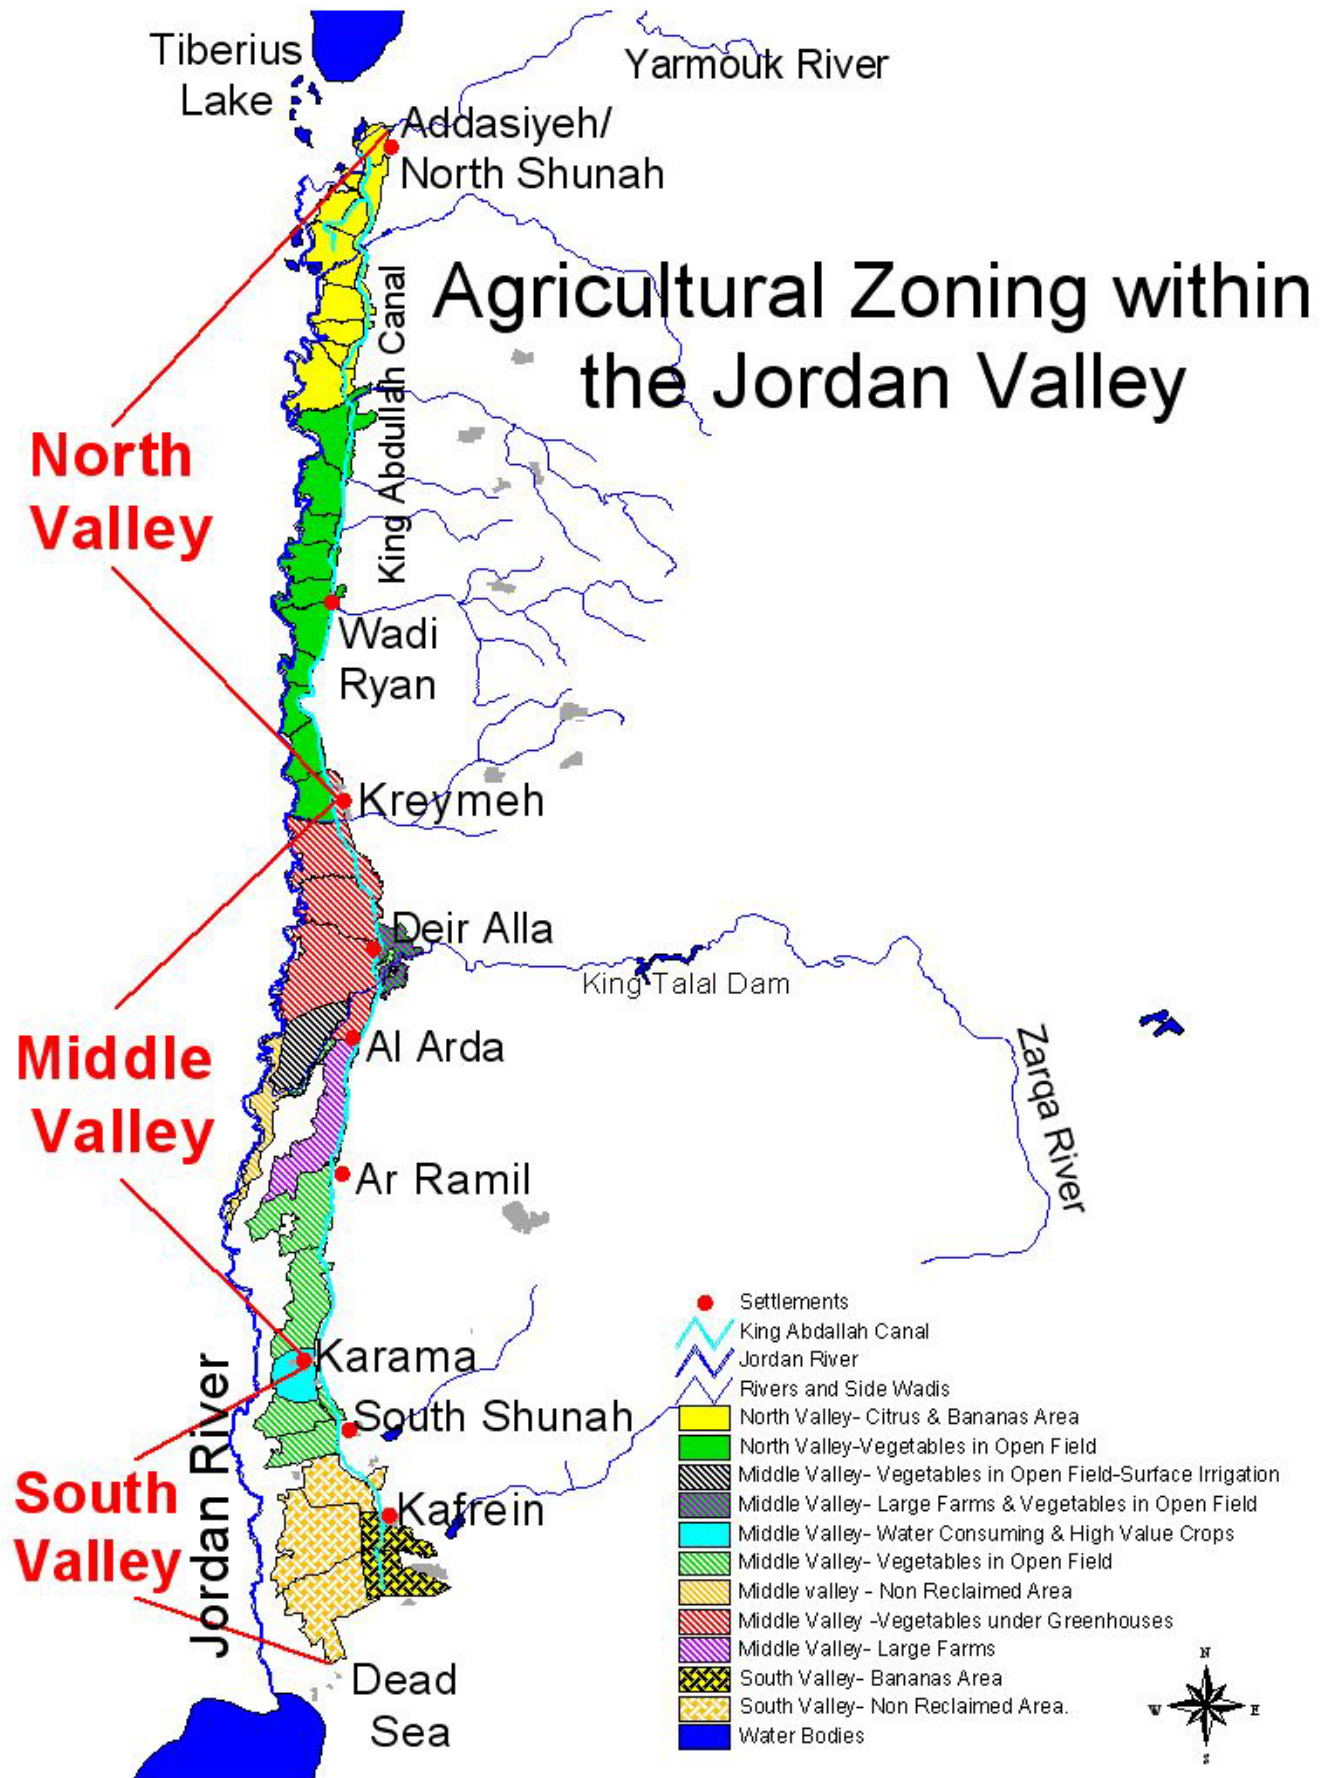 Tiberius
Lake
Yarmouk River
Addasiyeh/
North Shunah
Agricultural Zoning within
the Jordan Valley
King Abdullah Canal
North
Valley
Wadi
Ryan
Kreymeh
Deir Alla
King Talal Dam
Middle
Valley
Al Arda
Zarqa River
Ar Ramil
Karama
South Shunah
Jordan River
South
Valley
Kafrein
Dead
Sea
Settlements
King Abdallah Canal
Jordan River
Rivers and Side Wadis
North Valley- Citrus & Bananas Area
North Valley-Vegetables in Open Field
Middle Valley- Vegetables in Open Field-Surface Irrigation
Middle Valley- Large Farms & Vegetables in Open Field
Middle Valley- Water Consuming & High Value Crops
Middle Valley- Vegetables in Open Field
Middle valley - Non Reclaimed Area
Middle Valley -Vegetables under Greenhouses
Middle Valley- Large Farms
South Valley- Bananas Area
South Valley- Non Reclaimed Area.
Water Bodies
N
W E
S